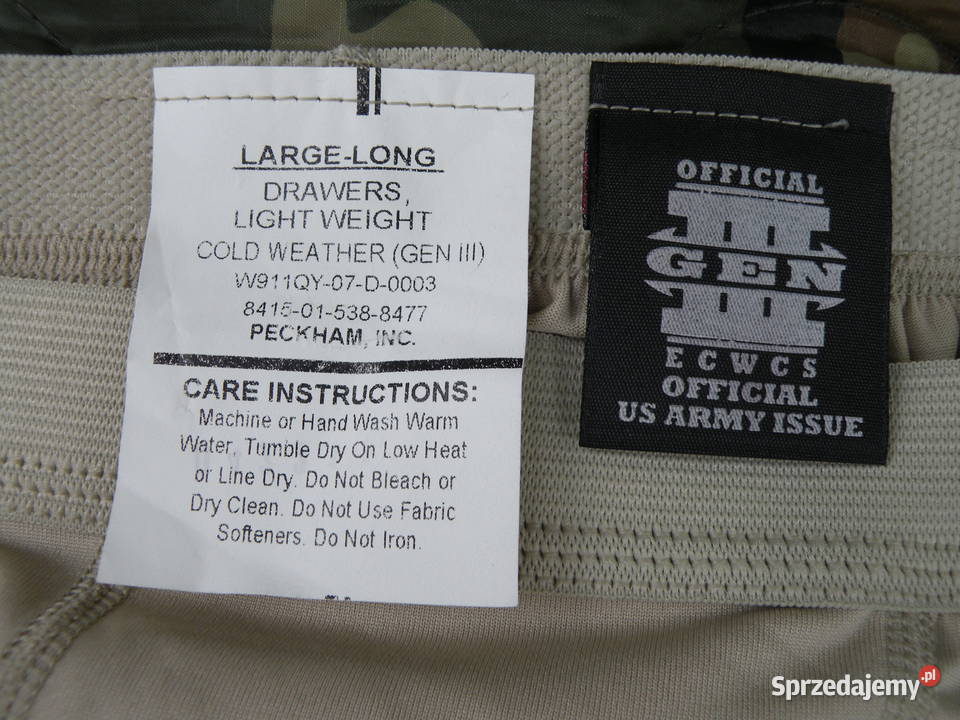 LARGE-LONG
DRAWERS,
LIGHT WEIGHT
COLD WEATHER (GEN III)
W911QY-07-D-0003
8415-01-538-8477
PECKHAM, INC.
CARE INSTRUCTIONS:
Machine or Hand Wash Warm
Water. Tumble Dry On Low Heat
or Line Dry. Do Not Bleach or
Dry Clean. Do Not Use Fabric
Softeners. Do Not Iron.
OFFICIAL
III
GEN
III
ECWCS
OFFICIAL
US ARMY ISSUE
Sprzedajemy.pl